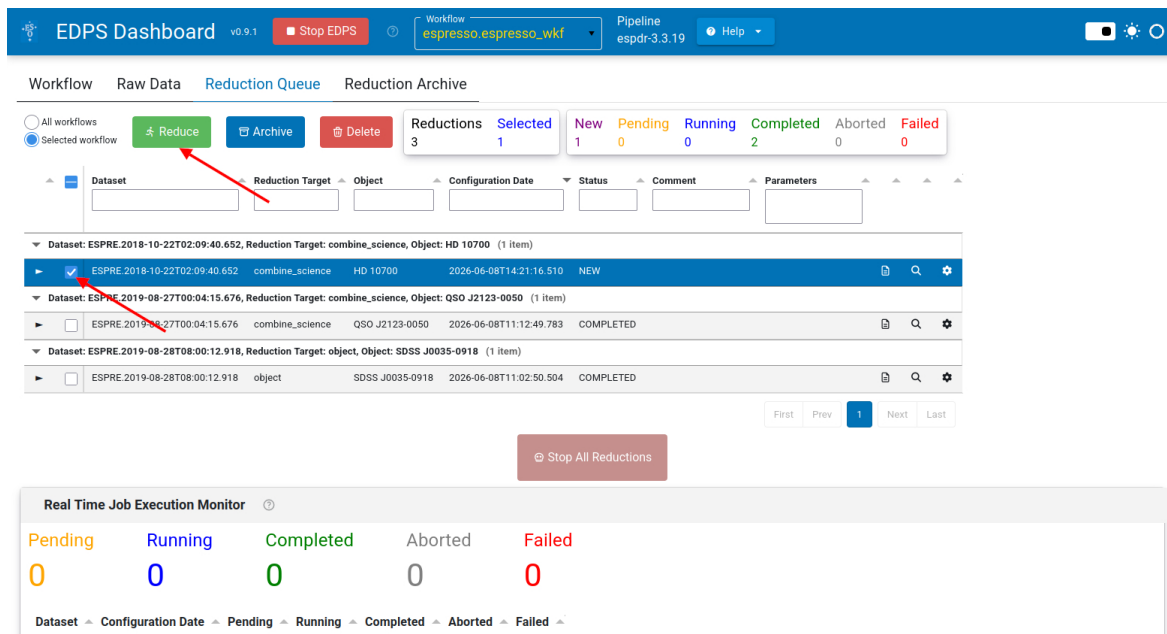 EDPS Dashboard v0.9.1 Stop EDPS Workflow espresso.espresso_wkf Pipeline espdr-3.3.19 Help
Workflow Raw Data Reduction Queue Reduction Archive
All workflows
Selected workflow
Reduce Archive Delete
Reductions Selected New Pending Running Completed Aborted Failed
3 1 1 0 0 2 0 0
Dataset Reduction Target Object Configuration Date Status Comment Parameters
Dataset: ESPRE.2018-10-22T02:09:40.652, Reduction Target: combine_science, Object: HD 10700 (1 item)
ESPRE.2018-10-22T02:09:40.652 combine_science HD 10700 2026-06-08T14:21:16.510 NEW
Dataset: ESPRE.2019-08-27T00:04:15.676, Reduction Target: combine_science, Object: QSO J2123-0050 (1 item)
ESPRE.2019-08-27T00:04:15.676 combine_science QSO J2123-0050 2026-06-08T11:12:49.783 COMPLETED
Dataset: ESPRE.2019-08-28T08:00:12.918, Reduction Target: object, Object: SDSS J0035-0918 (1 item)
ESPRE.2019-08-28T08:00:12.918 object SDSS J0035-0918 2026-06-08T11:02:50.504 COMPLETED
First Prev 1 Next Last
Stop All Reductions
Real Time Job Execution Monitor
Pending Running Completed Aborted Failed
0 0 0 0 0
Dataset Configuration Date Pending Running Completed Aborted Failed